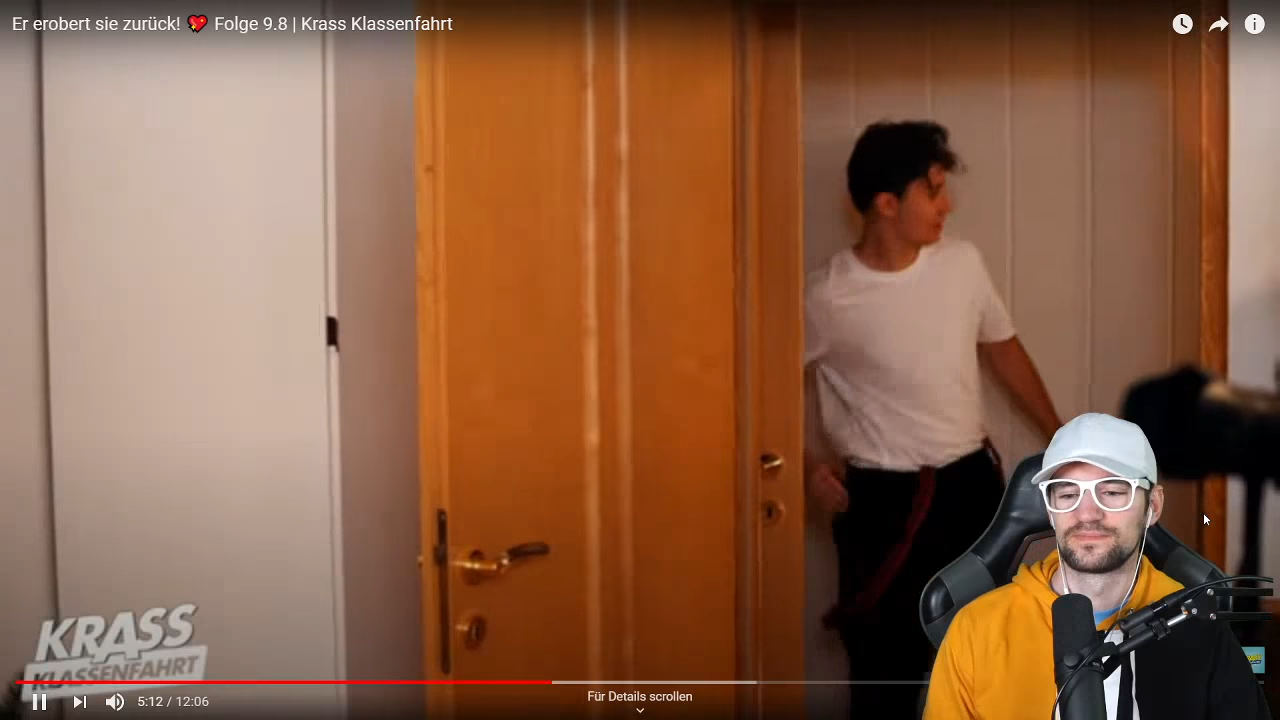 Er erobert sie zurück! 💖 Folge 9.8 | Krass Klassenfahrt
KRASS
KLASSENFAHRT
5:12 / 12:06
Für Details scrollen